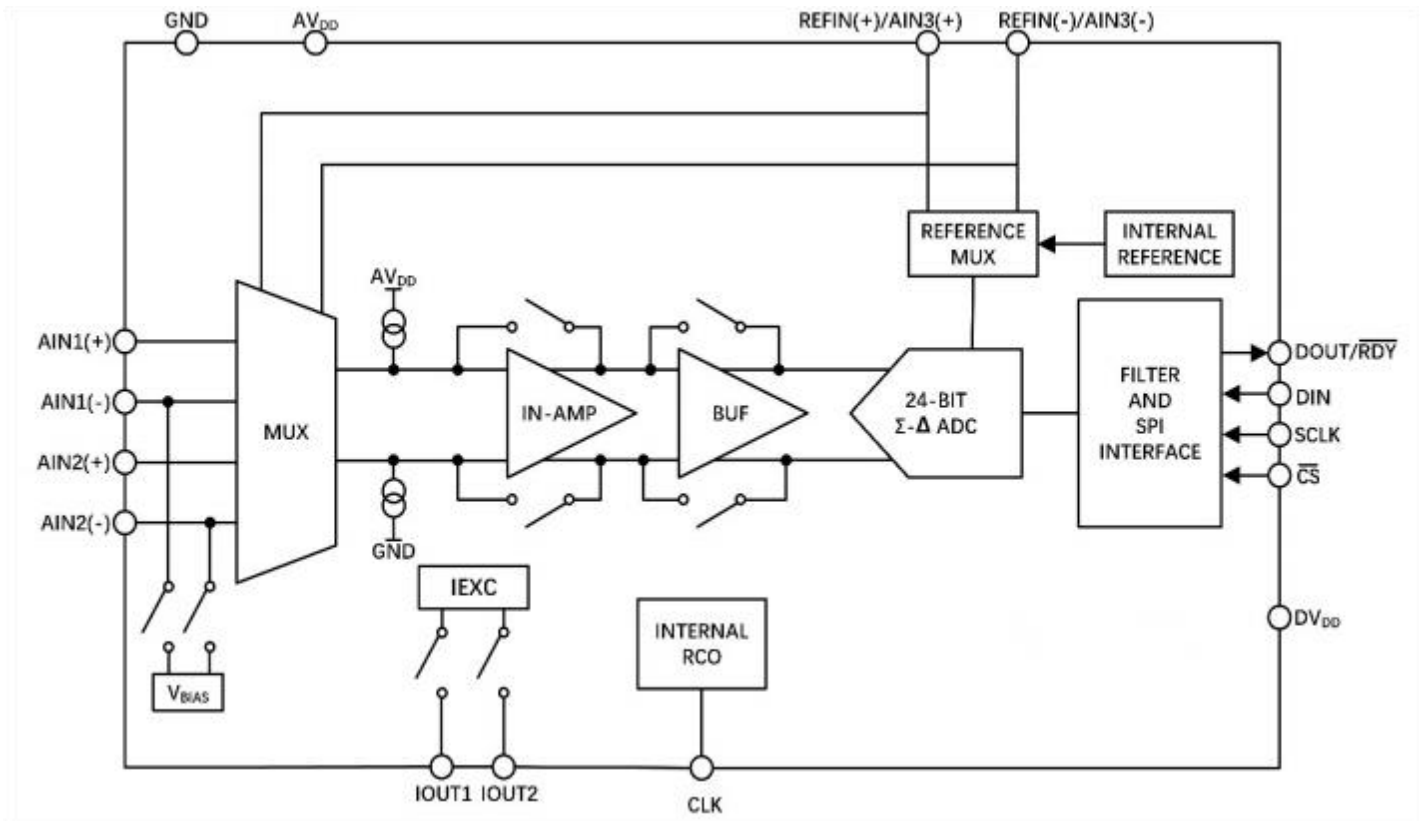 GND
AVDD
REFIN(+)/AIN3(+)
REFIN(-)/AIN3(-)
REFERENCE
MUX
INTERNAL
REFERENCE
AVDD
AIN1(+)
AIN1(-)
AIN2(+)
AIN2(-)
MUX
IN-AMP
BUF
24-BIT
Σ-Δ ADC
FILTER
AND
SPI
INTERFACE
DOUT/RDY
DIN
SCLK
CS
GND
IEXC
INTERNAL
RCO
DVDD
VBIAS
IOUT1
IOUT2
CLK